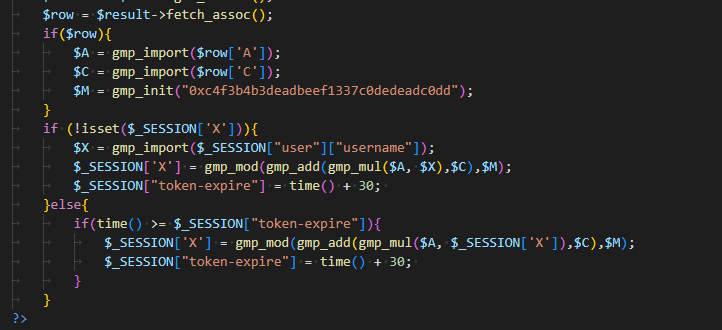 $row = $result->fetch_assoc();
if($row){
$A = gmp_import($row['A']);
$C = gmp_import($row['C']);
$M = gmp_init("0xc4f3b4b3deadbeef1337c0dedeadc0dd");
}
if (!isset($_SESSION['X'])){
$X = gmp_import($_SESSION["user"]["username"]);
$_SESSION['X'] = gmp_mod(gmp_add(gmp_mul($A, $X),$C),$M);
$_SESSION["token-expire"] = time() + 30;
}else{
if(time() >= $_SESSION["token-expire"]){
$_SESSION['X'] = gmp_mod(gmp_add(gmp_mul($A, $_SESSION['X']),$C),$M);
$_SESSION["token-expire"] = time() + 30;
}
}
?>